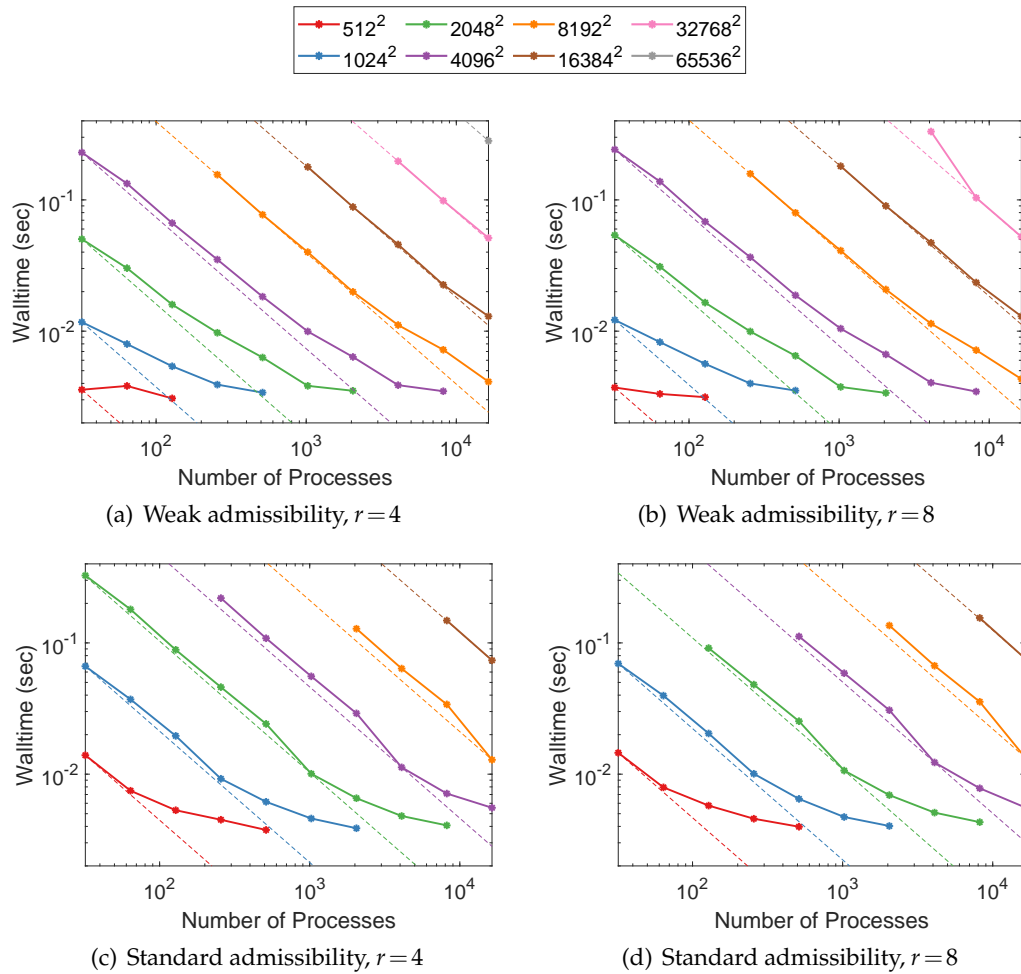 512² 2048² 8192² 32768²
1024² 4096² 16384² 65536²
Walltime (sec)
10⁻¹
10⁻²
10² 10³ 10⁴
Number of Processes
(a) Weak admissibility, r = 4
Walltime (sec)
10⁻¹
10⁻²
10² 10³ 10⁴
Number of Processes
(b) Weak admissibility, r = 8
Walltime (sec)
10⁻¹
10⁻²
10² 10³ 10⁴
Number of Processes
(c) Standard admissibility, r = 4
Walltime (sec)
10⁻¹
10⁻²
10² 10³ 10⁴
Number of Processes
(d) Standard admissibility, r = 8